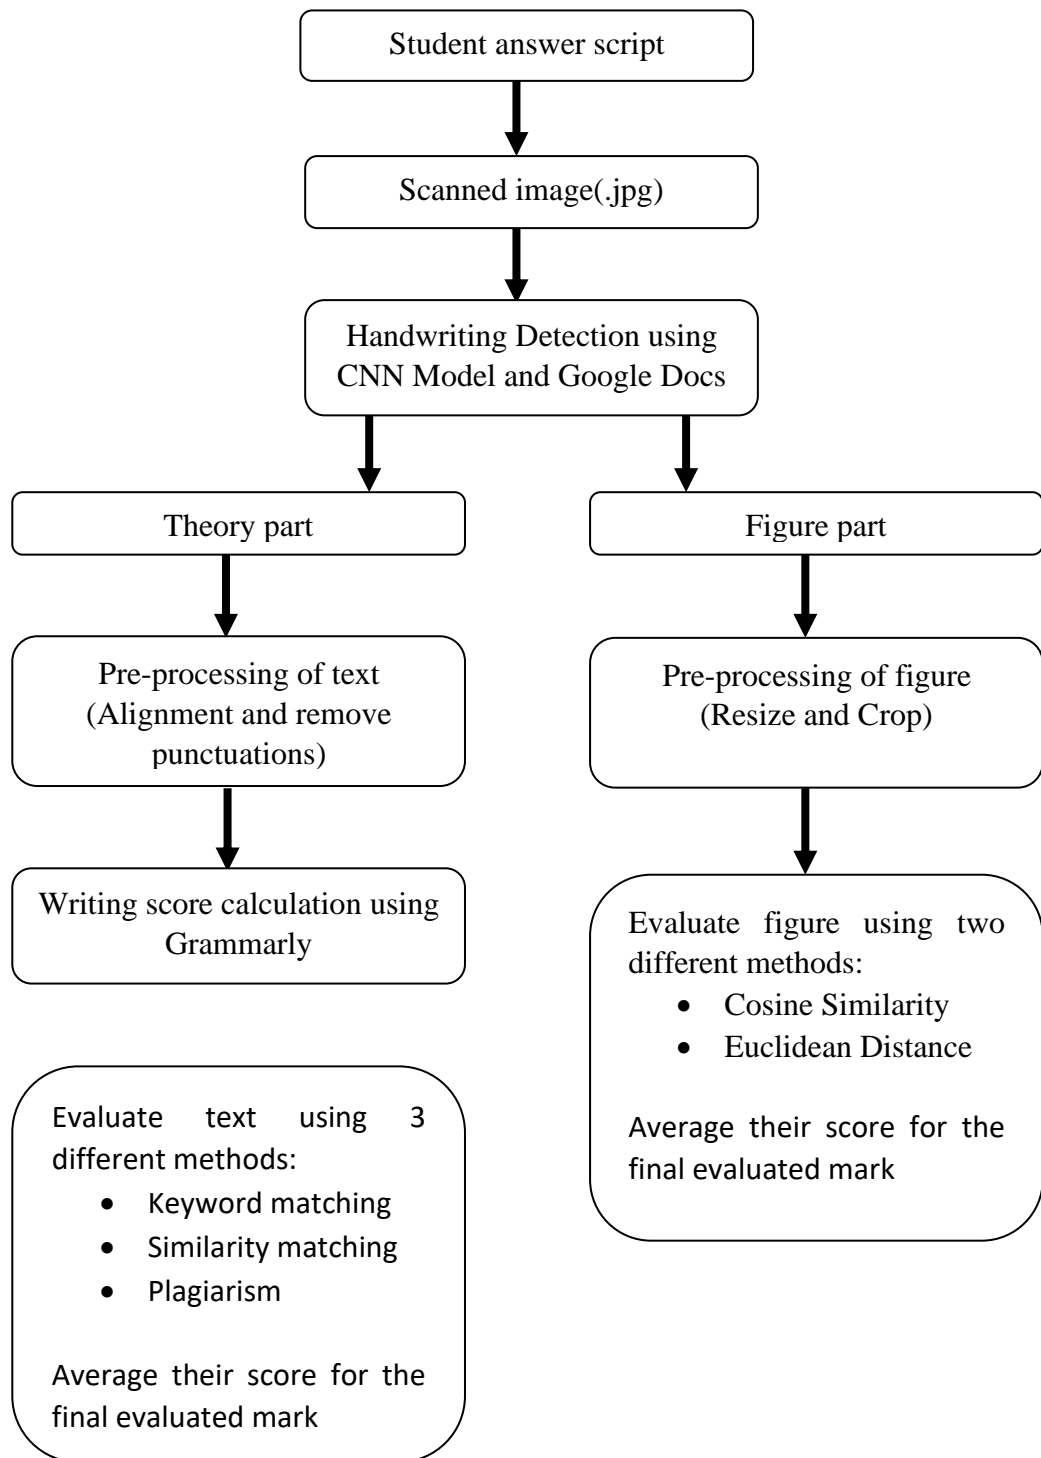 Student answer script
Scanned image(.jpg)
Handwriting Detection using
CNN Model and Google Docs
Theory part
Pre-processing of text
(Alignment and remove
punctuations)
Writing score calculation using
Grammarly
Evaluate text using 3
different methods:
• Keyword matching
• Similarity matching
• Plagiarism
Average their score for the
final evaluated mark
Figure part
Pre-processing of figure
(Resize and Crop)
Evaluate figure using two
different methods:
• Cosine Similarity
• Euclidean Distance
Average their score for the
final evaluated mark